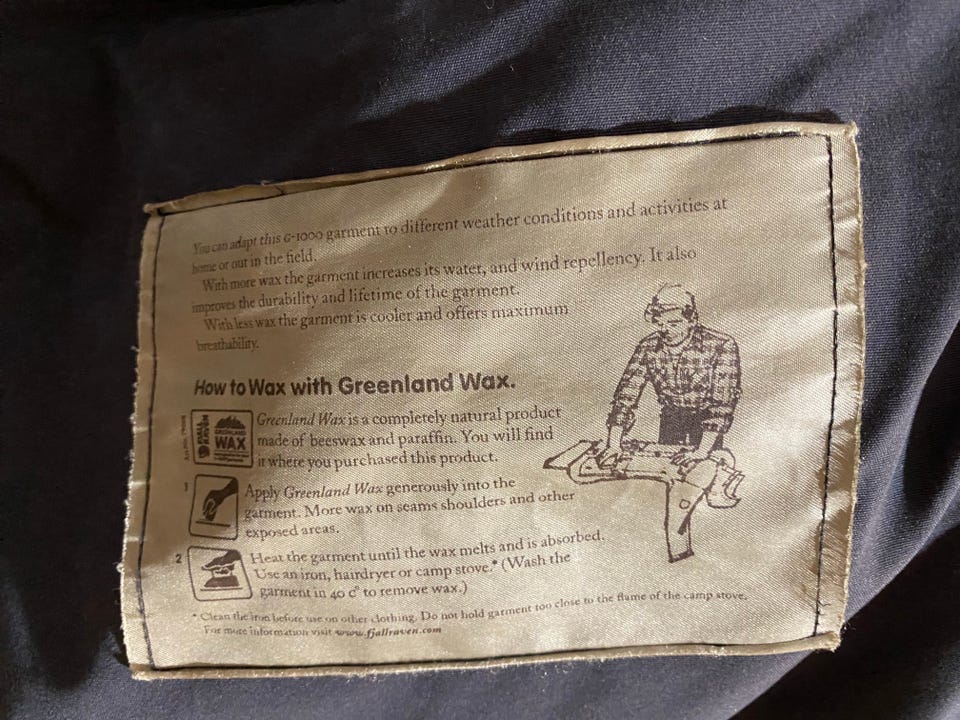 You can adapt this G-1000 garment to different weather conditions and activities at
home or out in the field.
With more wax the garment increases its water, and wind repellency. It also
improves the durability and lifetime of the garment.
With less wax the garment is cooler and offers maximum
breathability.
How to Wax with Greenland Wax.
FJÄLL
RÄVEN
GREENLAND
WAX
Greenland Wax is a completely natural product
made of beeswax and paraffin. You will find
it where you purchased this product.
1
Apply Greenland Wax generously into the
garment. More wax on seams shoulders and other
exposed areas.
2
Heat the garment until the wax melts and is absorbed.
Use an iron, hairdryer or camp stove.* (Wash the
garment in 40 c° to remove wax.)
* Clean the iron before use on other clothing. Do not hold garment too close to the flame of the camp stove.
For more information visit www.fjallraven.com